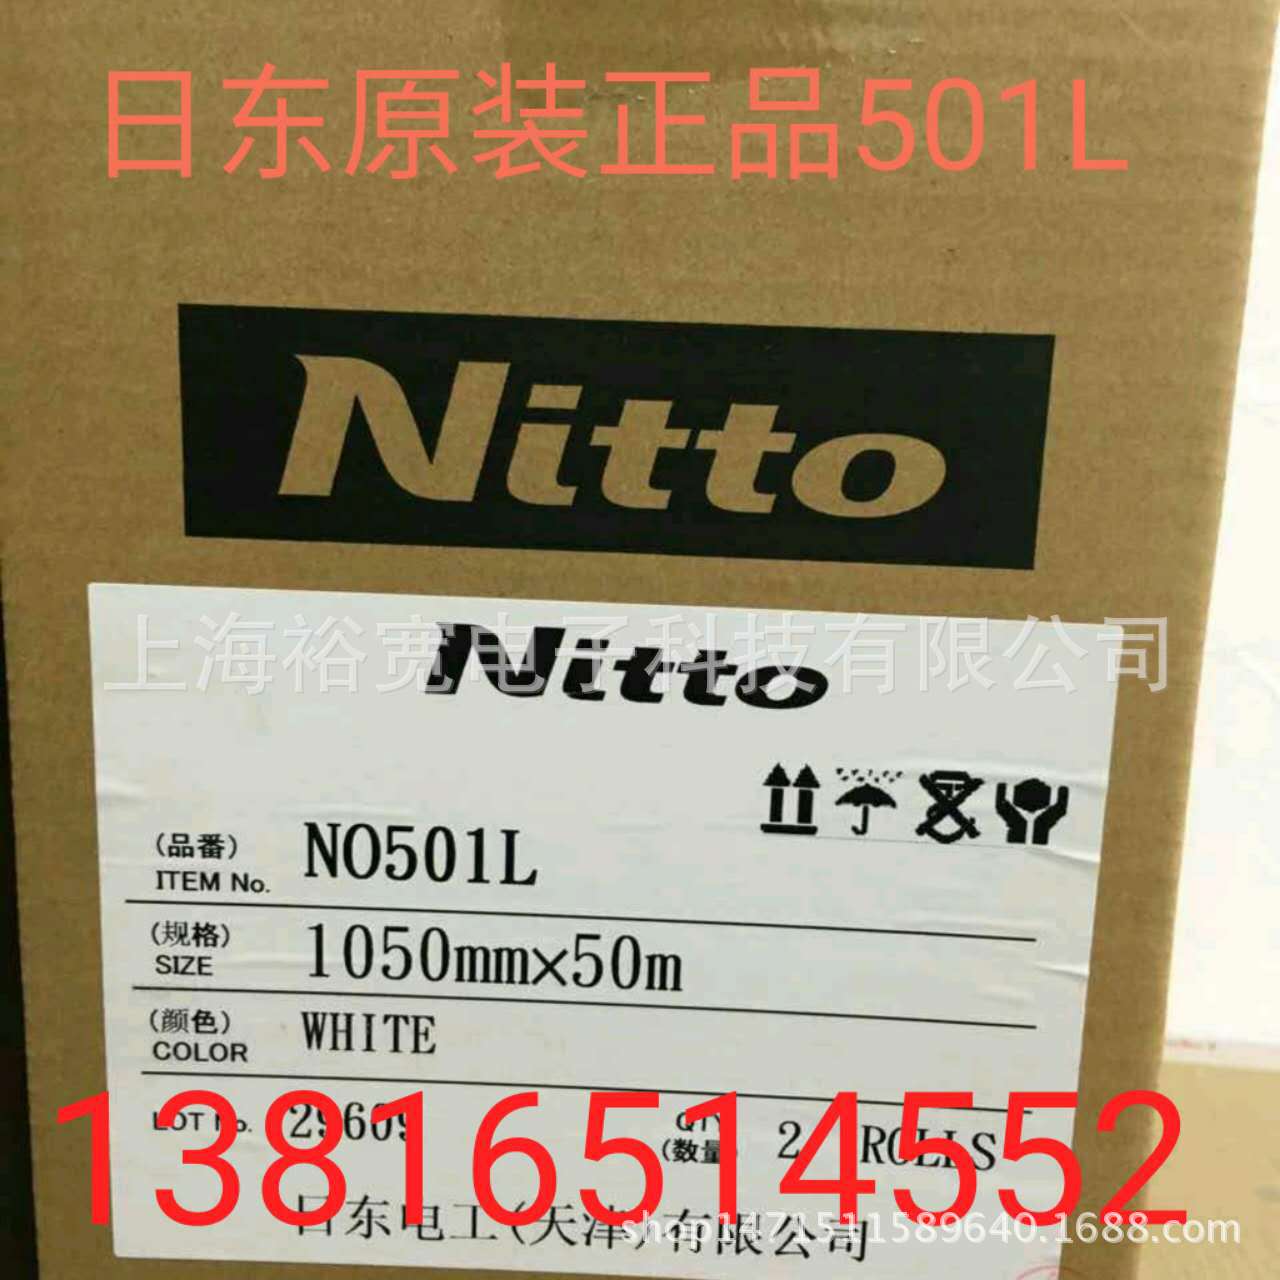 日东原装正品501L
Nitto
上海裕宽电子科技有限公司
Nitto
(品番) ITEM No. NO501L
(规格) SIZE 1050mm×50m
(颜色) COLOR WHITE
LOT No. 29609 (数量) 2 ROLLS
13816514552
日东电工(天津)有限公司
shop1471511589640.1688.com